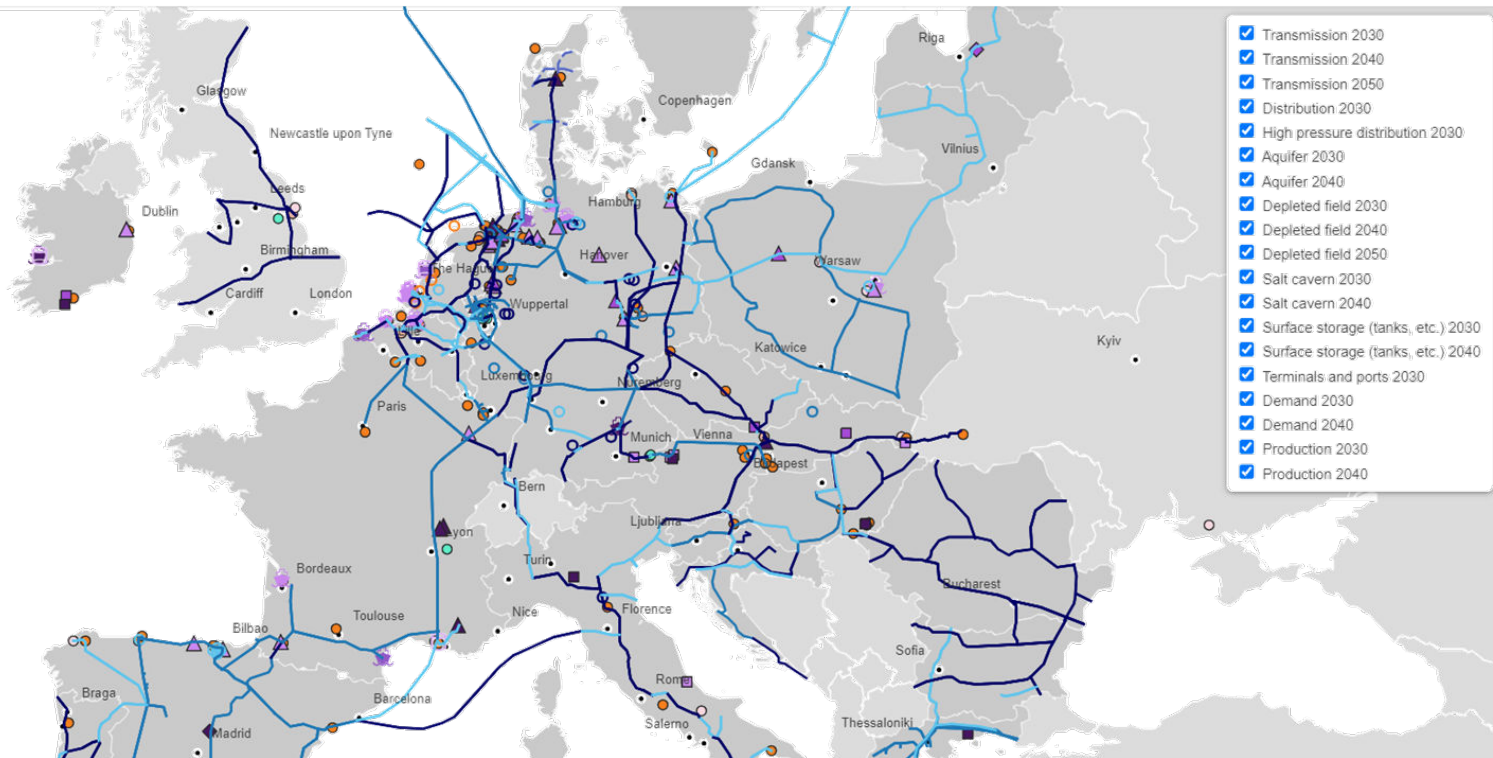 Transmission 2030
Transmission 2040
Transmission 2050
Distribution 2030
High pressure distribution 2030
Aquifer 2030
Aquifer 2040
Depleted field 2030
Depleted field 2040
Depleted field 2050
Salt cavern 2030
Salt cavern 2040
Surface storage (tanks, etc.) 2030
Surface storage (tanks, etc.) 2040
Terminals and ports 2030
Demand 2030
Demand 2040
Production 2030
Production 2040
Riga
Glasgow
Copenhagen
Newcastle upon Tyne
Vilnius
Gdansk
Leeds
Dublin
Hamburg
Birmingham
Hanover
The Hague
Warsaw
Cardiff
London
Wuppertal
Lille
Kyiv
Katowice
Luxembourg
Nuremberg
Paris
Munich
Vienna
Budapest
Bern
Ljubljana
Lyon
Turin
Bordeaux
Bucharest
Nice
Florence
Toulouse
Bilbao
Sofia
Rome
Braga
Barcelona
Salerno
Thessaloniki
Madrid